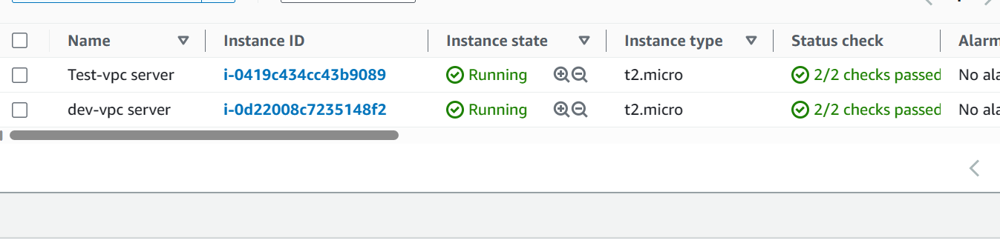 Name Instance ID Instance state Instance type Status check Alarm
Test-vpc server i-0419c434cc43b9089 Running t2.micro 2/2 checks passed No ala
dev-vpc server i-0d22008c7235148f2 Running t2.micro 2/2 checks passed No ala